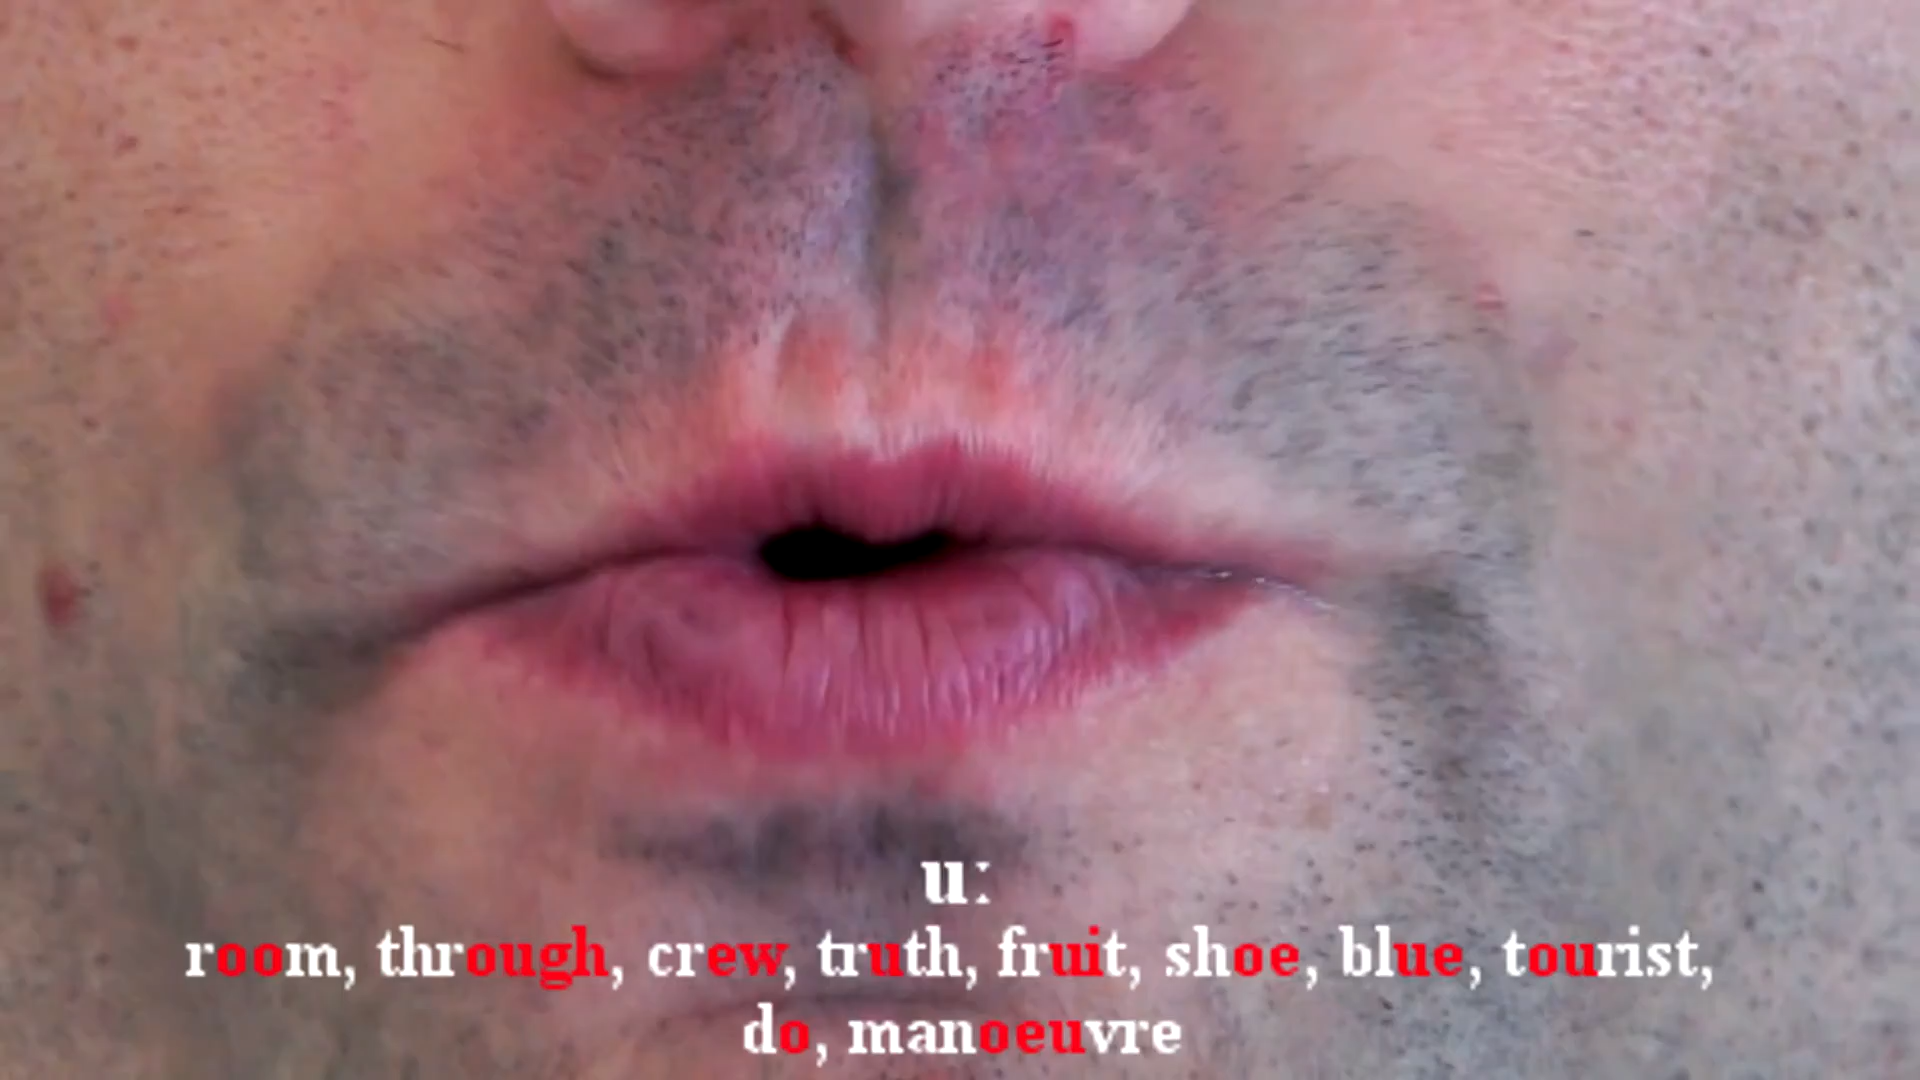 uː
room, through, crew, truth, fruit, shoe, blue, tourist,
do, manoeuvre